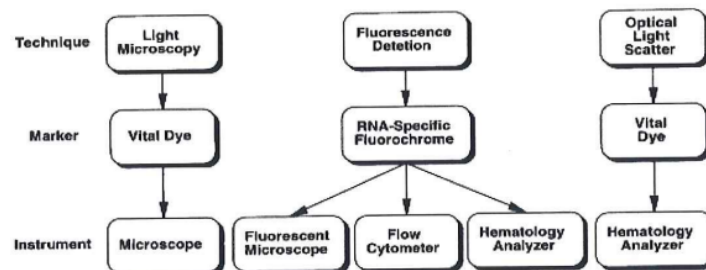 Technique
Light
Microscopy
Fluorescence
Detetion
Optical
Light
Scatter
Marker
Vital Dye
RNA-Specific
Fluorochrome
Vital
Dye
Instrument
Microscope
Fluorescent
Microscope
Flow
Cytometer
Hematology
Analyzer
Hematology
Analyzer